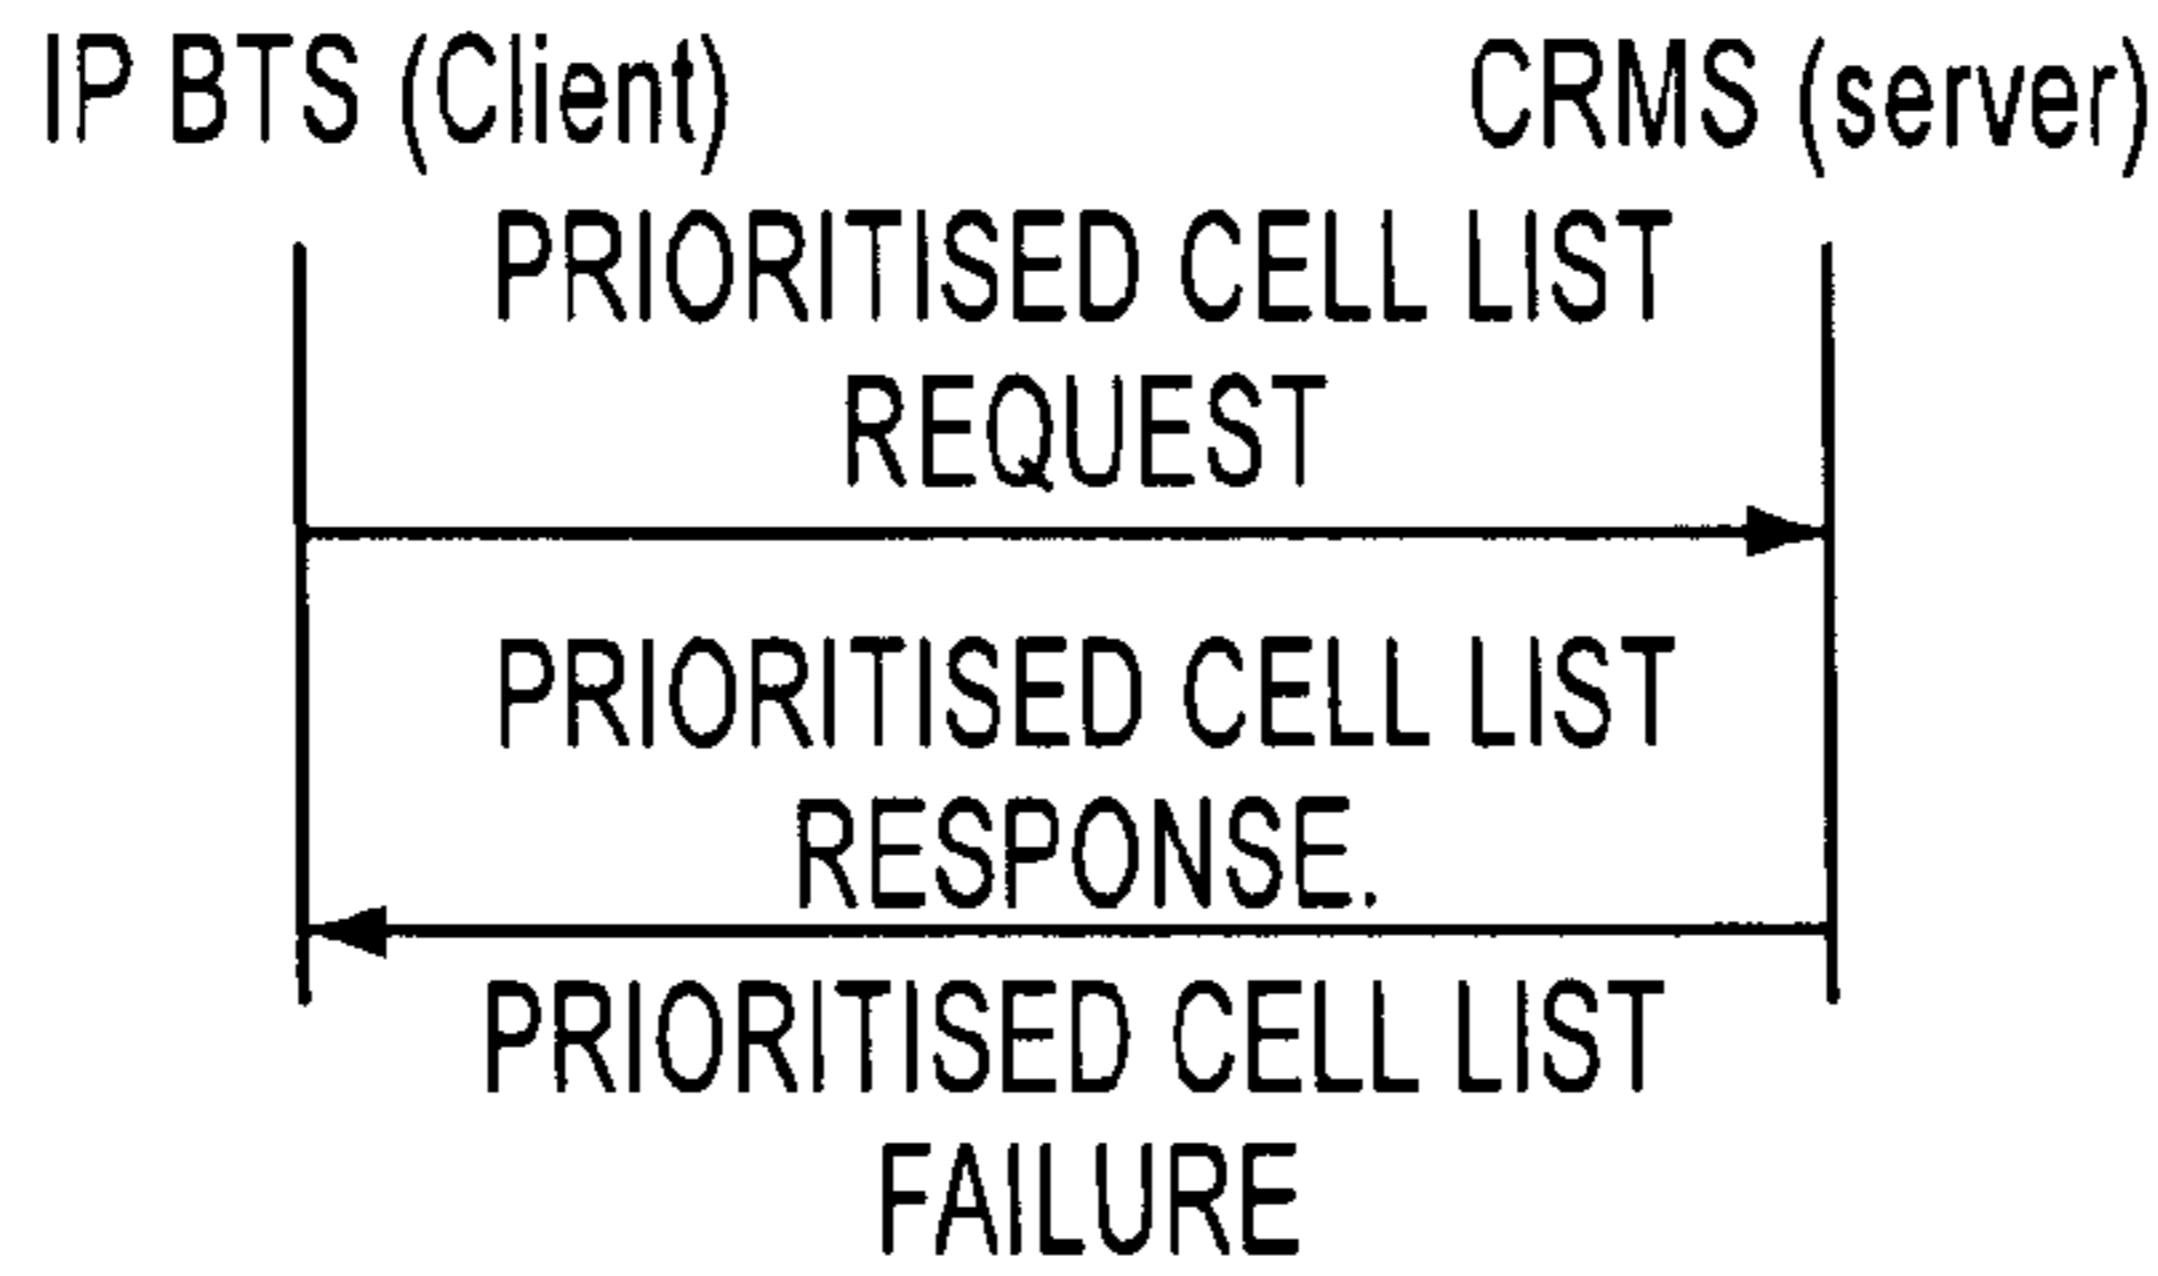 IP BTS (Client)
CRMS (server)
PRIORITISED CELL LIST
REQUEST
PRIORITISED CELL LIST
RESPONSE.
PRIORITISED CELL LIST
FAILURE